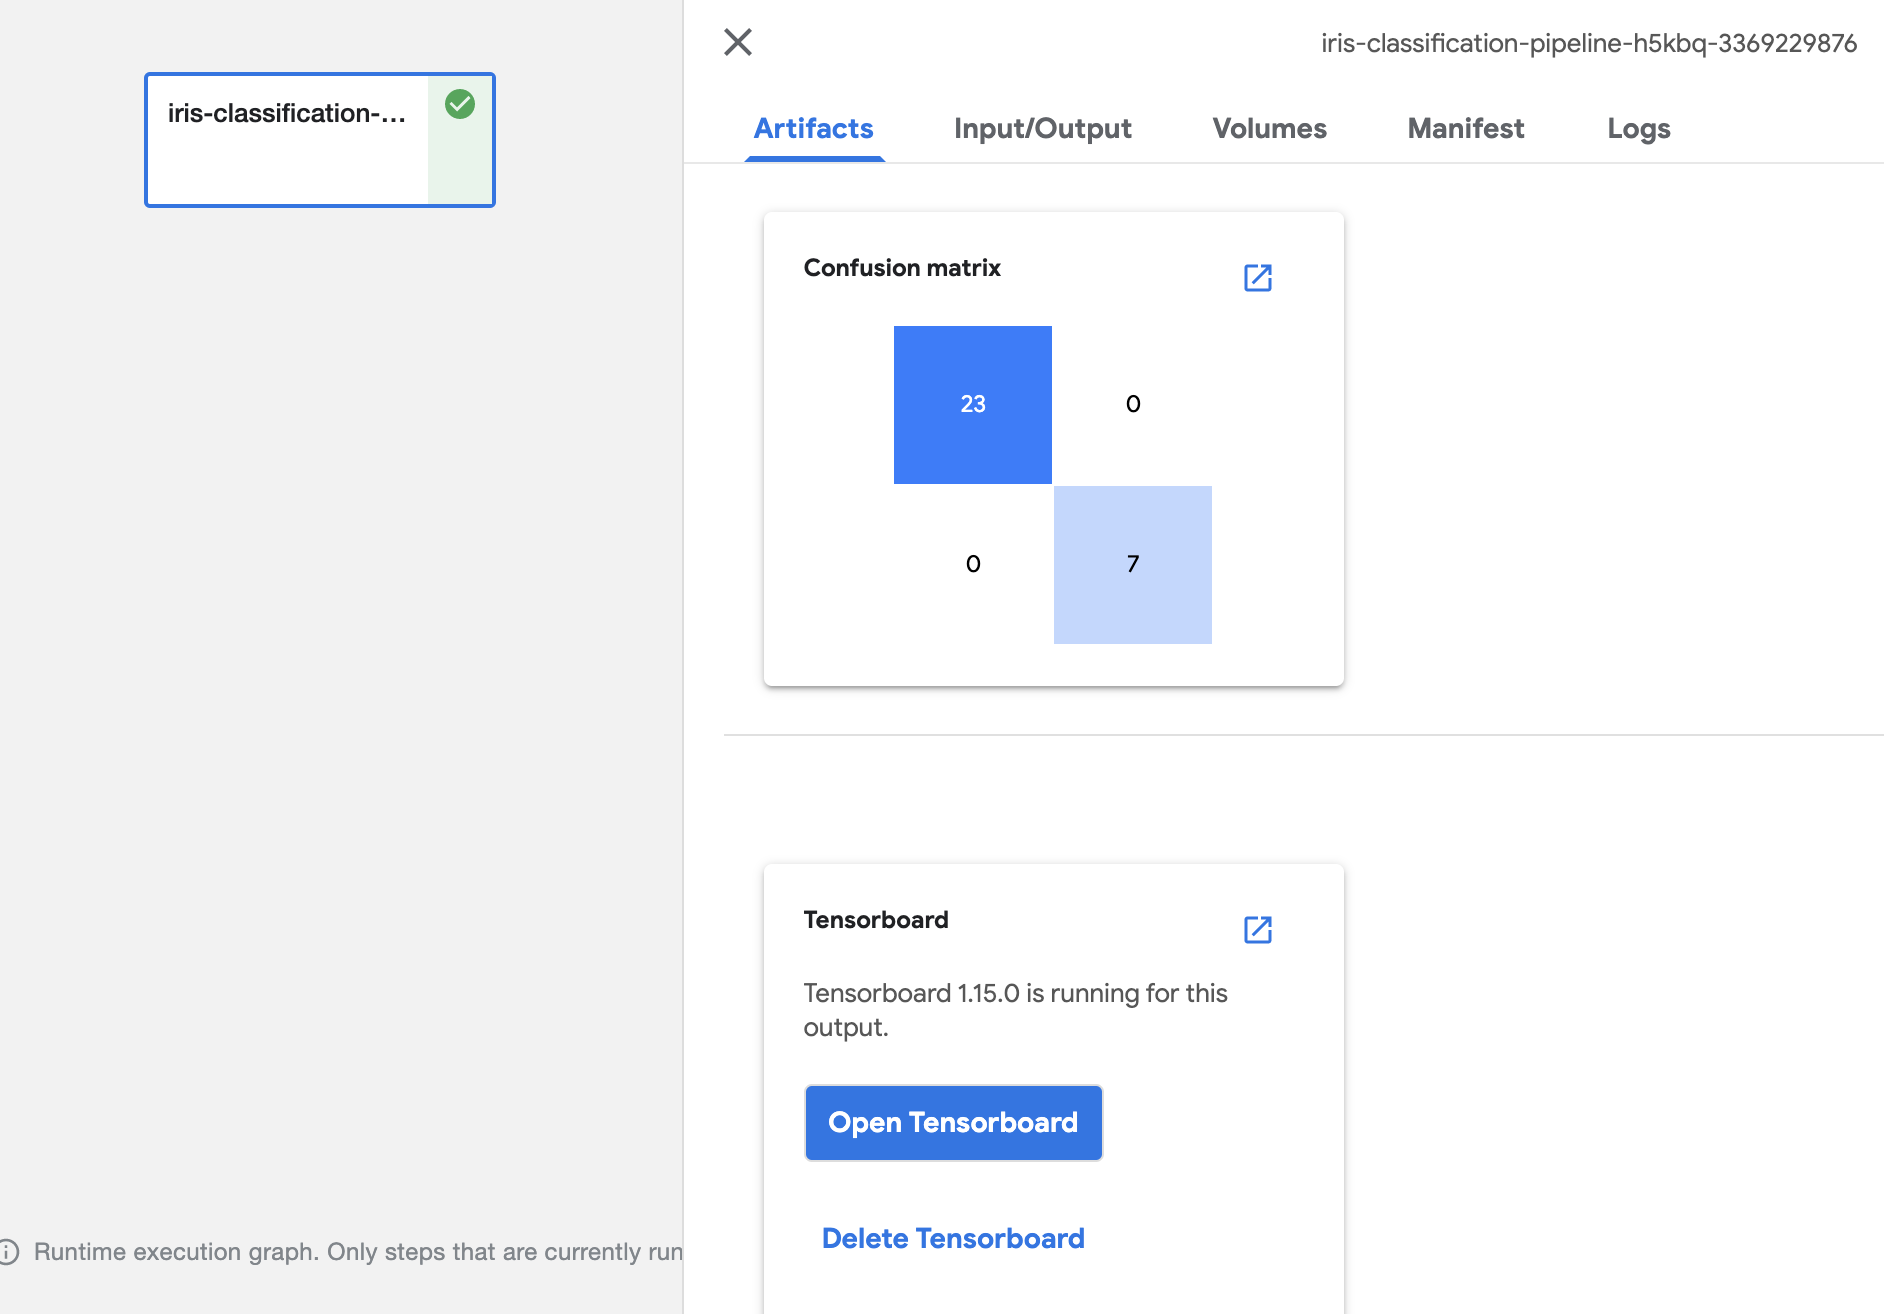 iris-classification-...
Runtime execution graph. Only steps that are currently run
iris-classification-pipeline-h5kbq-3369229876
Artifacts Input/Output Volumes Manifest Logs
Confusion matrix
23 0
0 7
Tensorboard
Tensorboard 1.15.0 is running for this
output.
Open Tensorboard
Delete Tensorboard